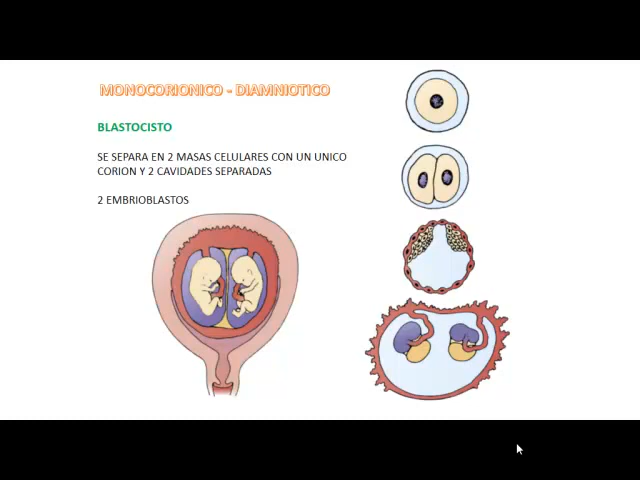 MONOCORIONICO - DIAMNIOTICO
BLASTOCISTO
SE SEPARA EN 2 MASAS CELULARES CON UN UNICO
CORION Y 2 CAVIDADES SEPARADAS
2 EMBRIOBLASTOS